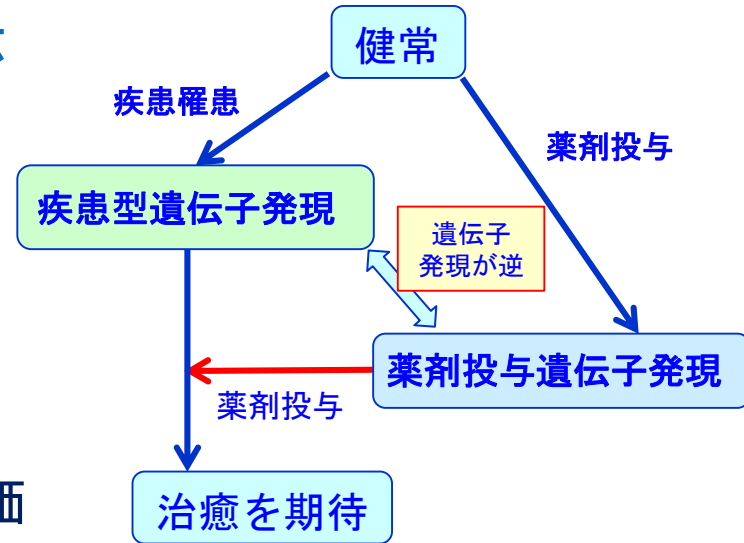 健常
疾患罹患
薬剤投与
疾患型遺伝子発現
遺伝子
発現が逆
薬剤投与遺伝子発現
薬剤投与
治癒を期待
価